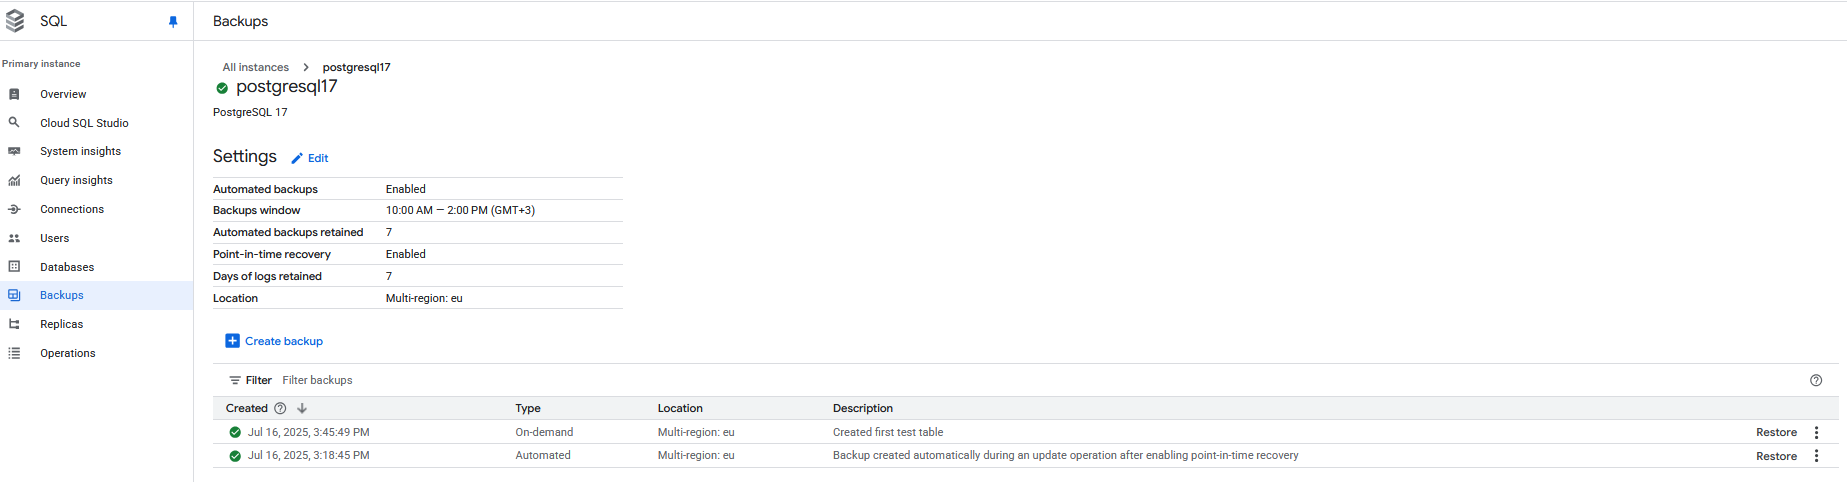 SQL
Backups
Primary instance
Overview
Cloud SQL Studio
System insights
Query insights
Connections
Users
Databases
Backups
Replicas
Operations
All instances > postgresql17
postgresql17
PostgreSQL 17
Settings Edit
Automated backups Enabled
Backups window 10:00 AM — 2:00 PM (GMT+3)
Automated backups retained 7
Point-in-time recovery Enabled
Days of logs retained 7
Location Multi-region: eu
Create backup
Filter Filter backups
Created Type Location Description
Jul 16, 2025, 3:45:49 PM On-demand Multi-region: eu Created first test table Restore
Jul 16, 2025, 3:18:45 PM Automated Multi-region: eu Backup created automatically during an update operation after enabling point-in-time recovery Restore